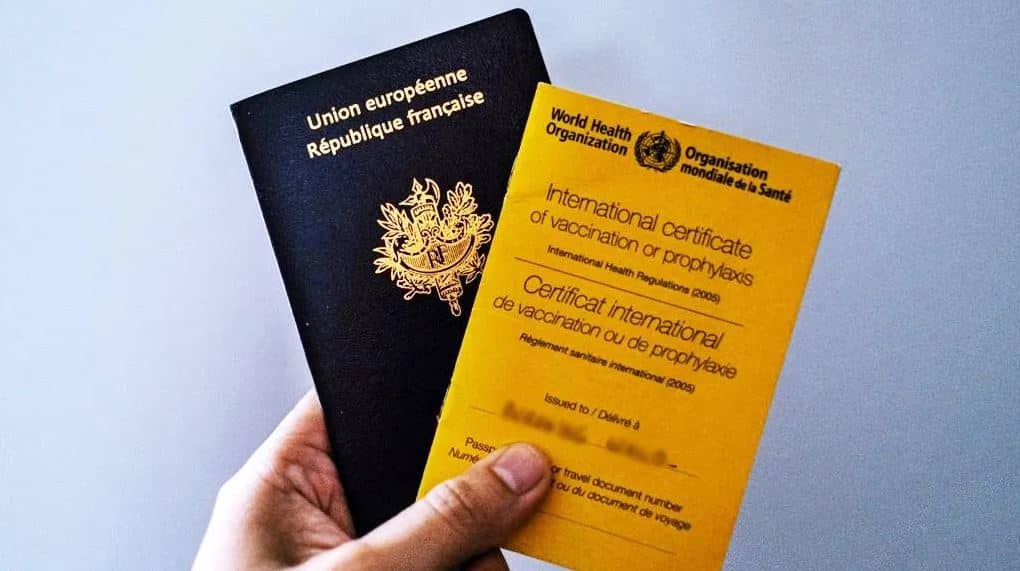 Union européenne
République française
RF
World Health
Organization
Organisation
mondiale de la Santé
International certificate
of vaccination or prophylaxis
International Health Regulations (2005)
Certificat international
de vaccination ou de prophylaxie
Règlement sanitaire international (2005)
Issued to / Délivré à
or travel document number
ou du document de voyage